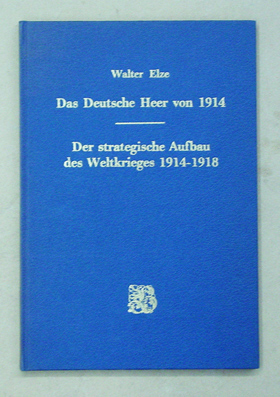 Walter Elze
Das Deutsche Heer von 1914
Der strategische Aufbau
des Weltkrieges 1914-1918